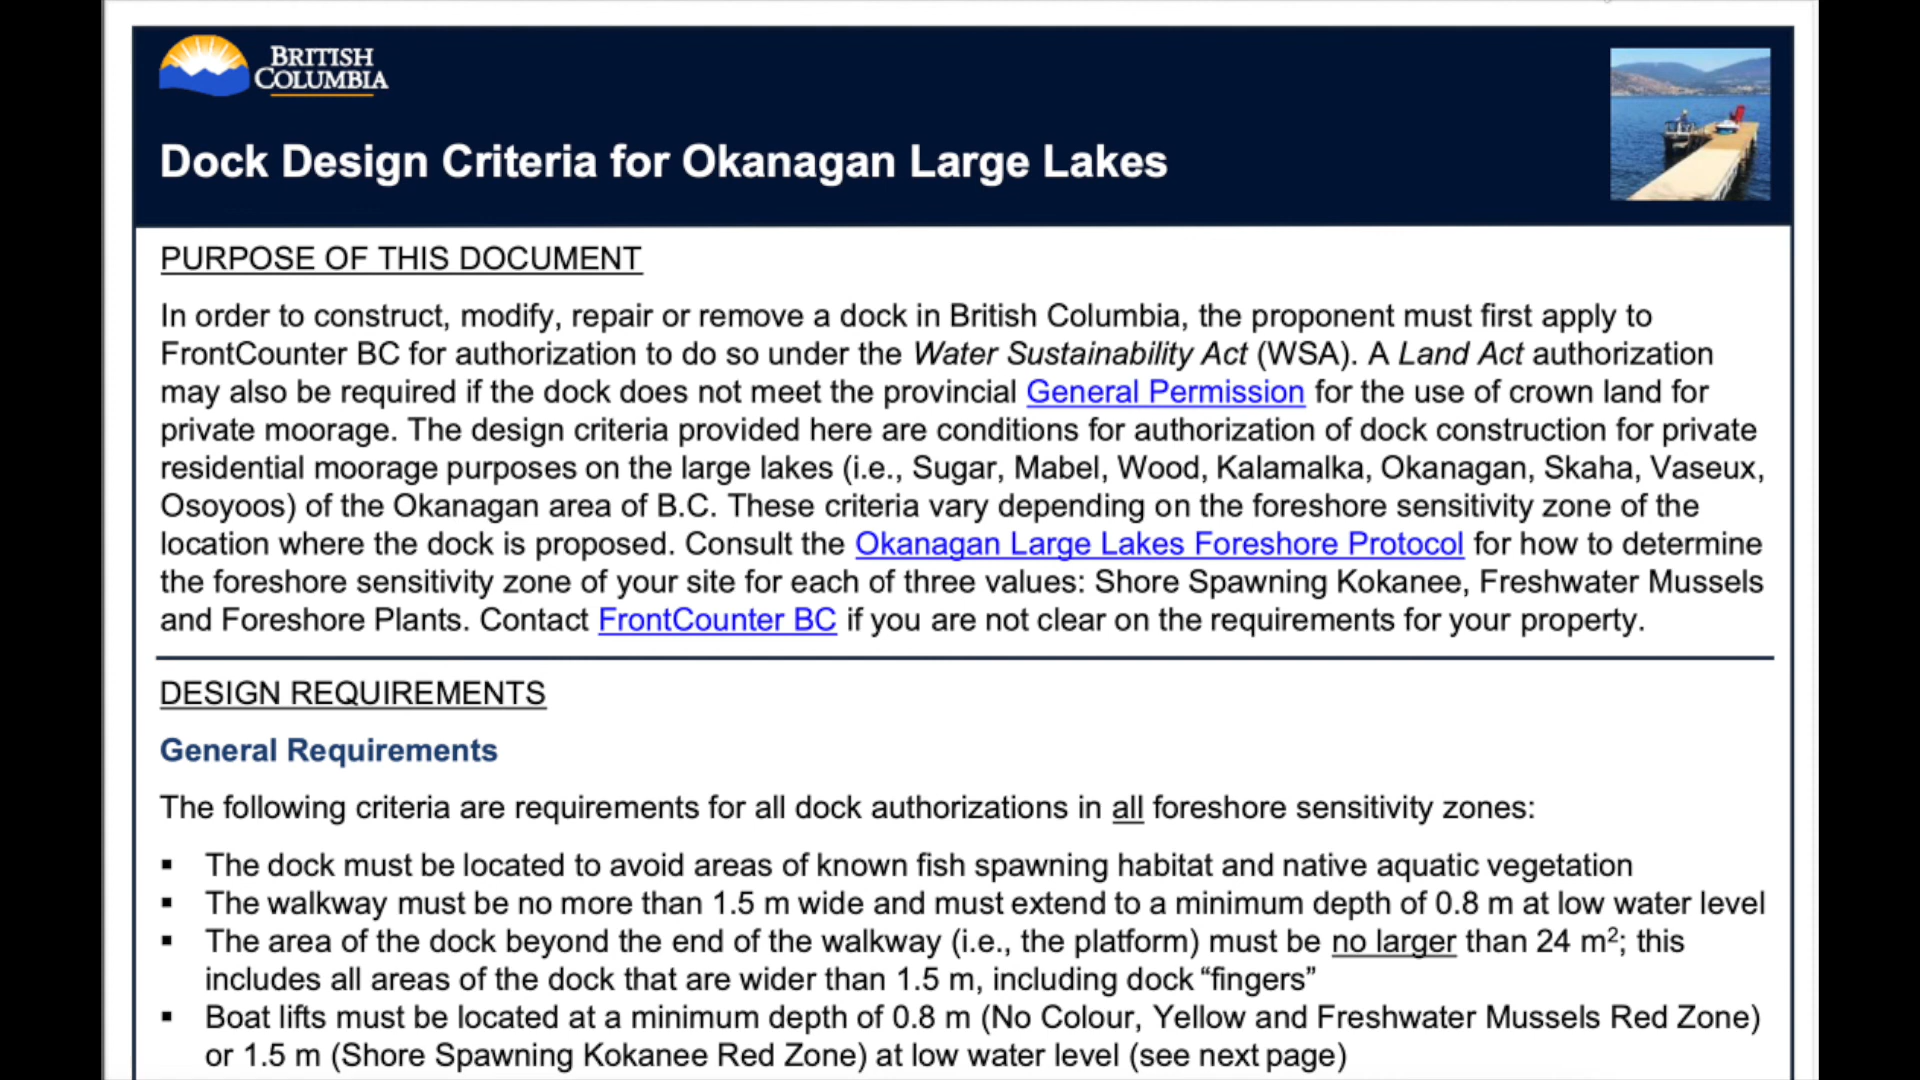 BRITISH
COLUMBIA
Dock Design Criteria for Okanagan Large Lakes
PURPOSE OF THIS DOCUMENT
In order to construct, modify, repair or remove a dock in British Columbia, the proponent must first apply to
FrontCounter BC for authorization to do so under the Water Sustainability Act (WSA). A Land Act authorization
may also be required if the dock does not meet the provincial General Permission for the use of crown land for
private moorage. The design criteria provided here are conditions for authorization of dock construction for private
residential moorage purposes on the large lakes (i.e., Sugar, Mabel, Wood, Kalamalka, Okanagan, Skaha, Vaseux,
Osoyoos) of the Okanagan area of B.C. These criteria vary depending on the foreshore sensitivity zone of the
location where the dock is proposed. Consult the Okanagan Large Lakes Foreshore Protocol for how to determine
the foreshore sensitivity zone of your site for each of three values: Shore Spawning Kokanee, Freshwater Mussels
and Foreshore Plants. Contact FrontCounter BC if you are not clear on the requirements for your property.
DESIGN REQUIREMENTS
General Requirements
The following criteria are requirements for all dock authorizations in all foreshore sensitivity zones:
▪ The dock must be located to avoid areas of known fish spawning habitat and native aquatic vegetation
▪ The walkway must be no more than 1.5 m wide and must extend to a minimum depth of 0.8 m at low water level
▪ The area of the dock beyond the end of the walkway (i.e., the platform) must be no larger than 24 m²; this
includes all areas of the dock that are wider than 1.5 m, including dock “fingers”
▪ Boat lifts must be located at a minimum depth of 0.8 m (No Colour, Yellow and Freshwater Mussels Red Zone)
or 1.5 m (Shore Spawning Kokanee Red Zone) at low water level (see next page)